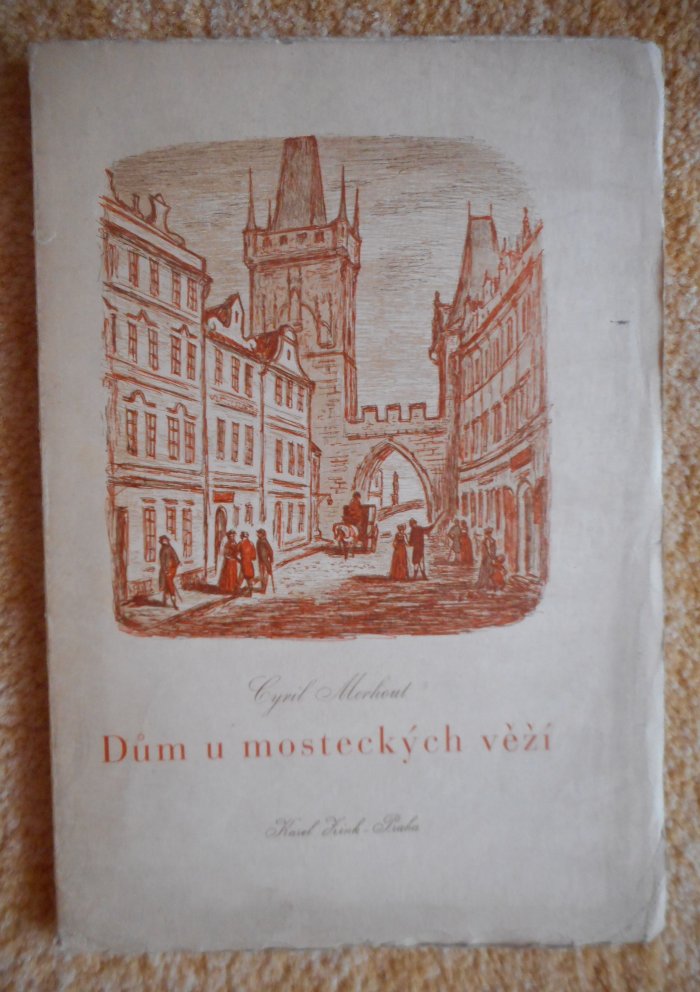 Cyril Merhout
Dům u mosteckých věží
Karel Zink - Praha